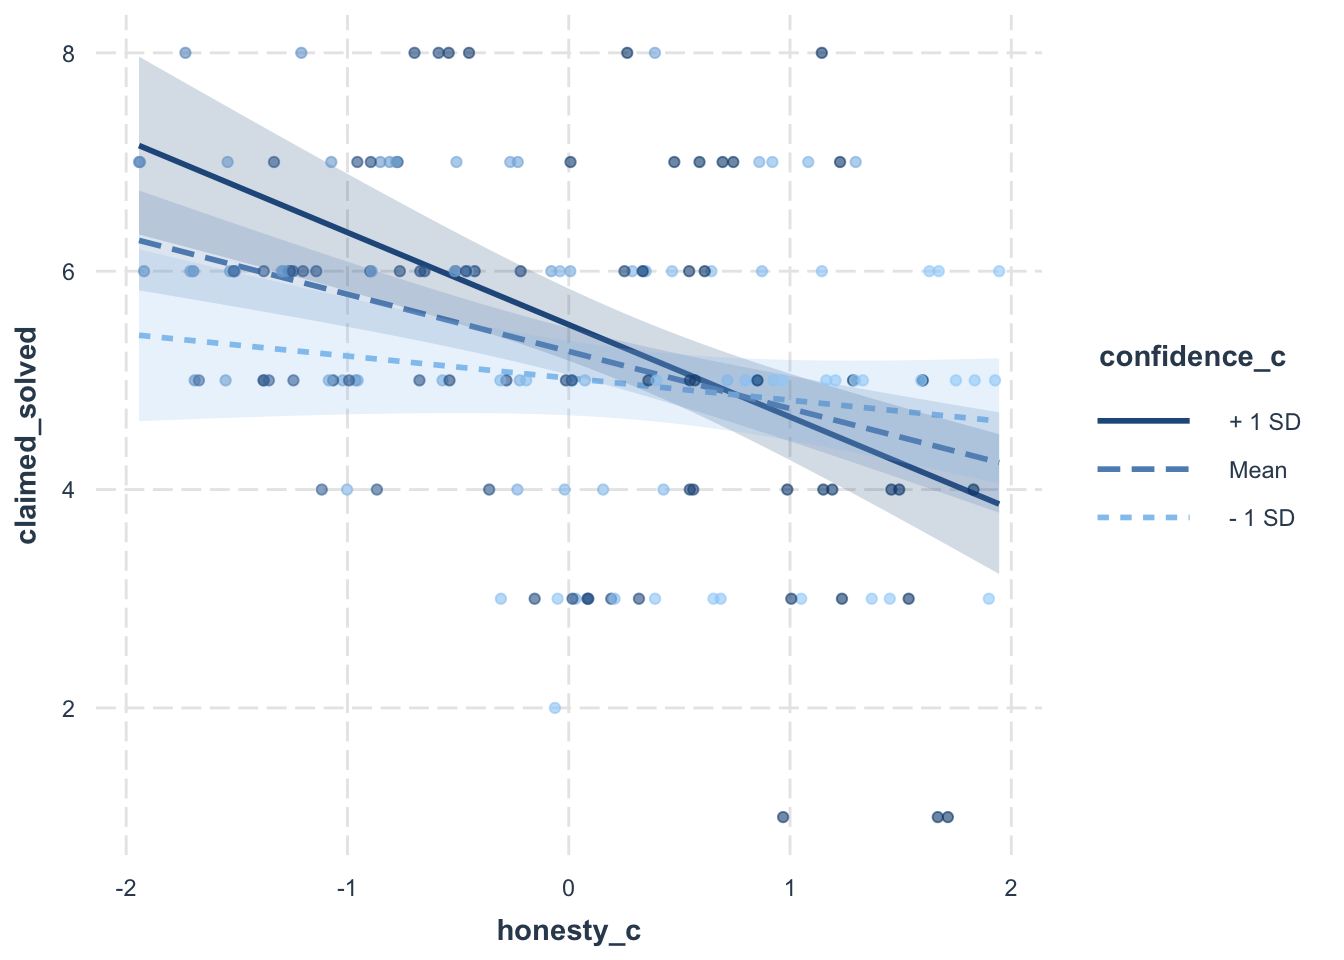 8
6
4
2
claimed_solved
-2 -1 0 1 2
honesty_c
confidence_c
+ 1 SD
Mean
- 1 SD